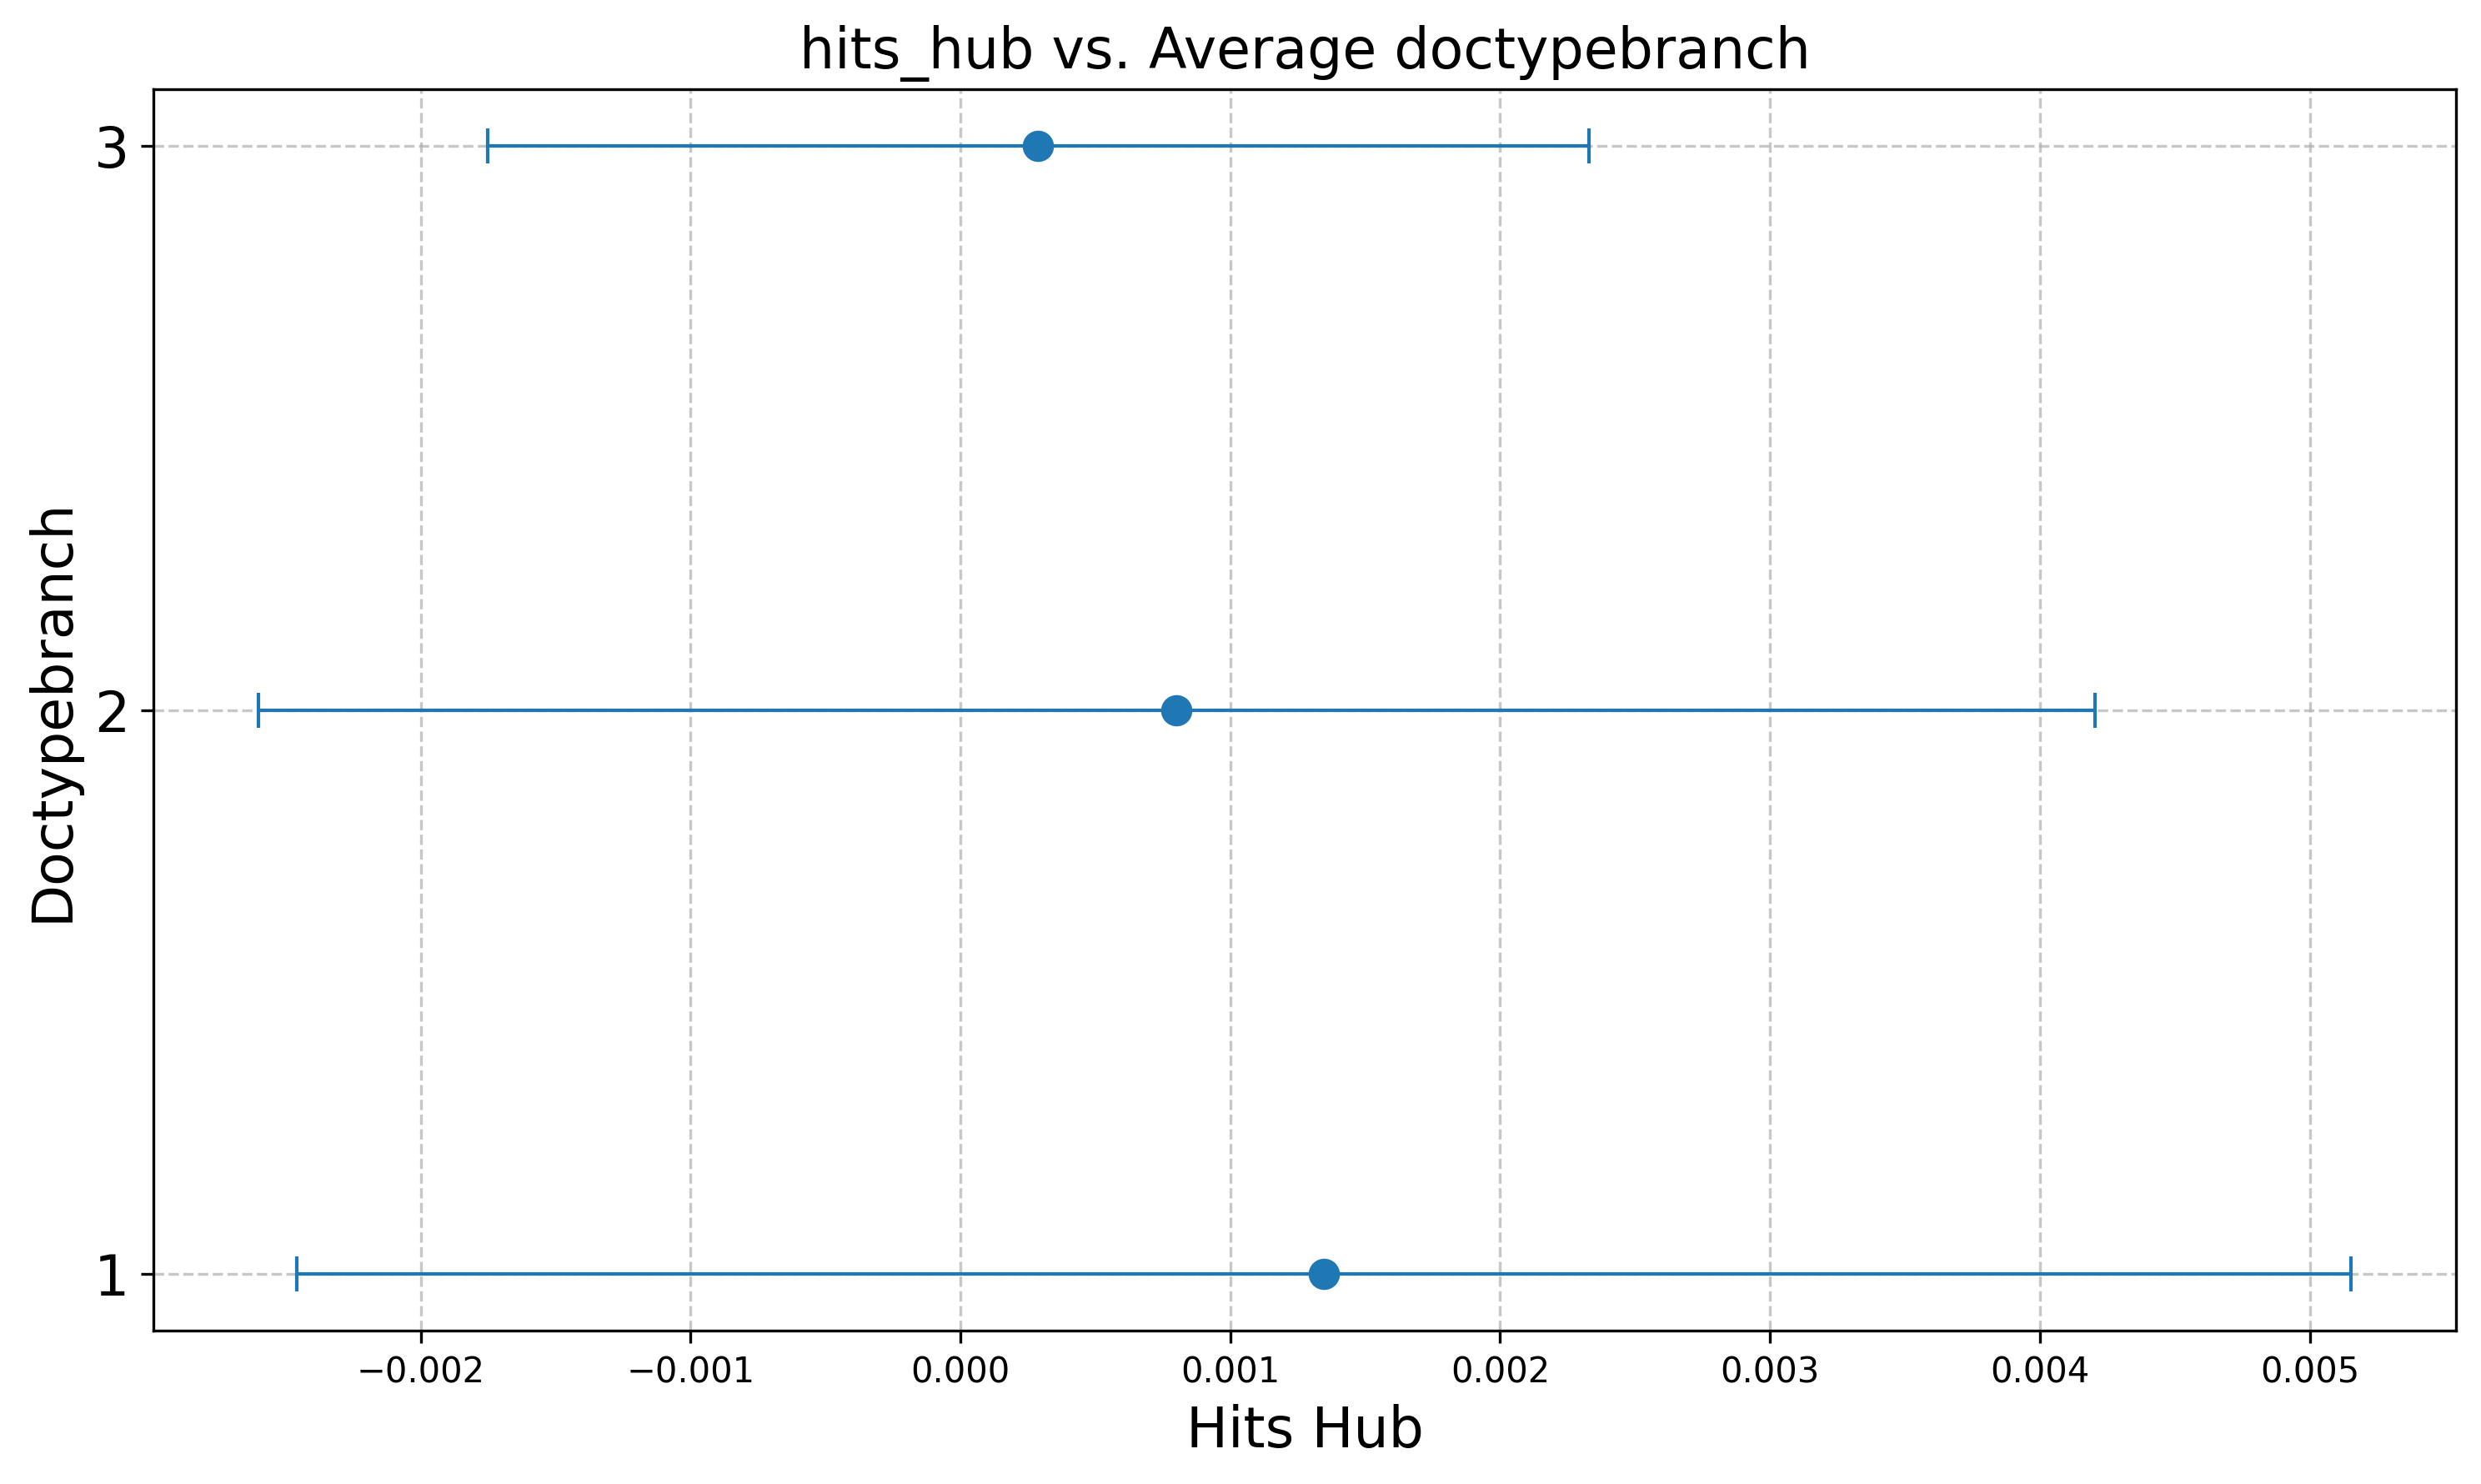 hits_hub vs. Average doctypebranch
3
2
1
Doctypebranch
−0.002 −0.001 0.000 0.001 0.002 0.003 0.004 0.005
Hits Hub